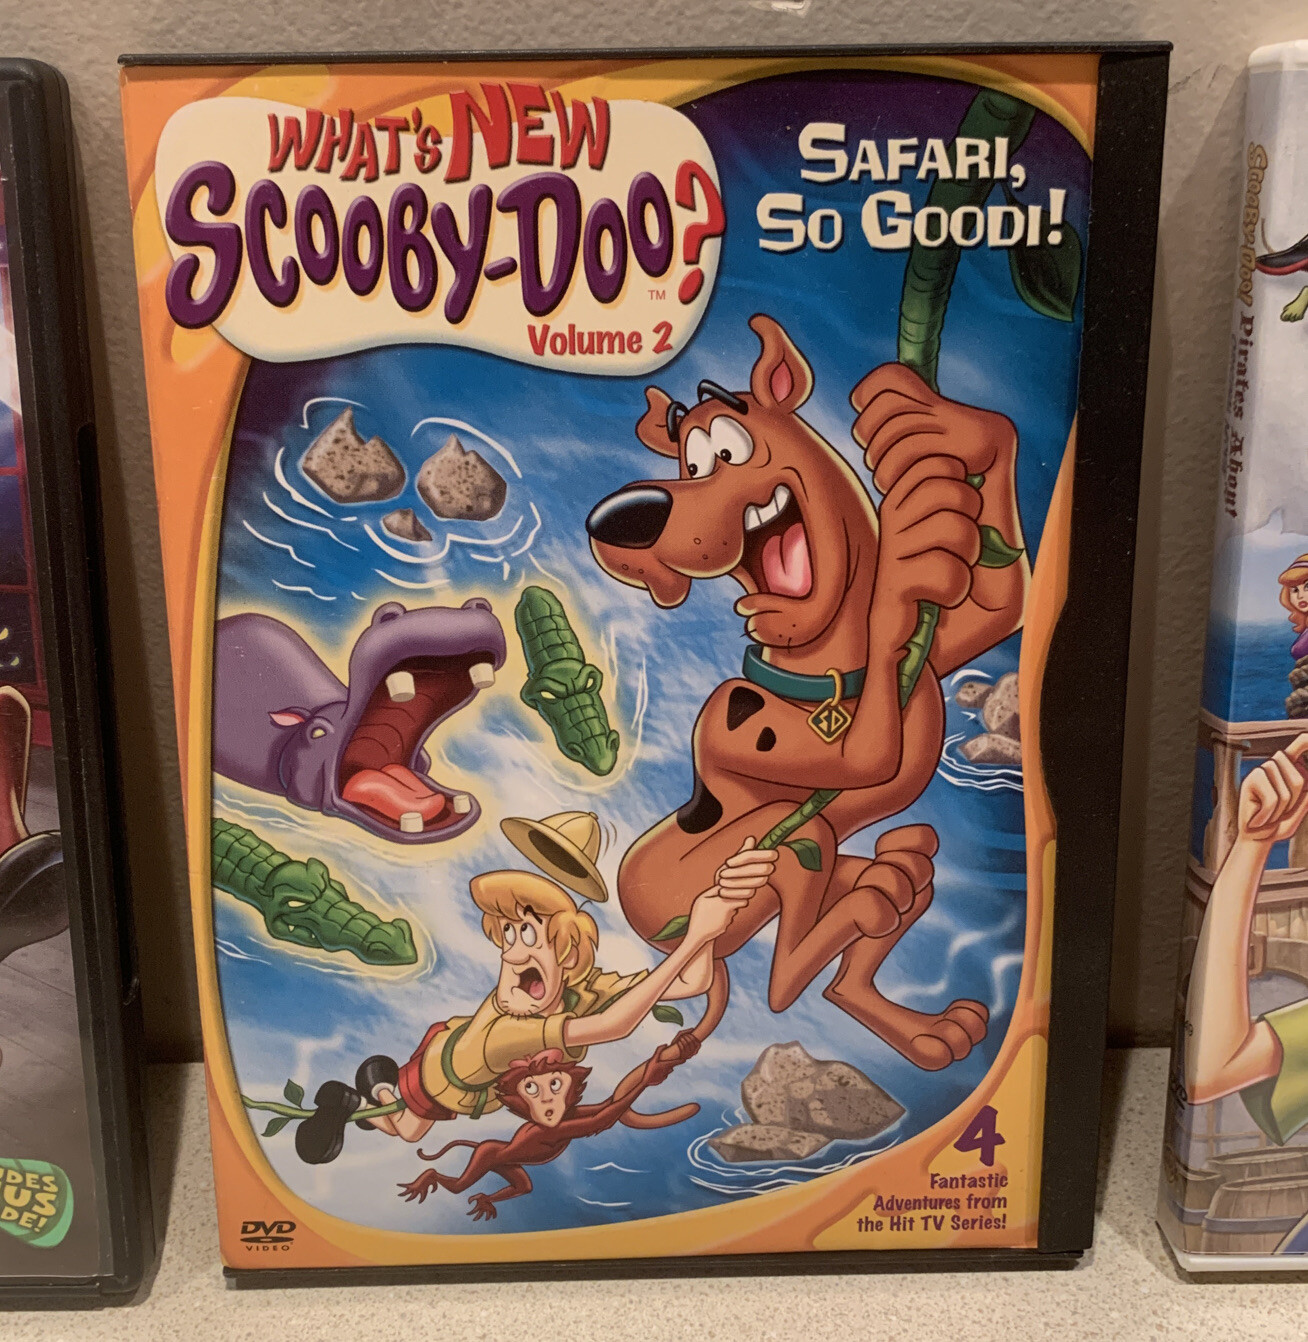 WHAT'S NEW
SCOOBY-DOO?
TM
Volume 2
SAFARI,
SO GOODI!
SD
4
Fantastic
Adventures from
the Hit TV Series!
DVD
VIDEO
Scooby-Doo! Pirates Ahoy!